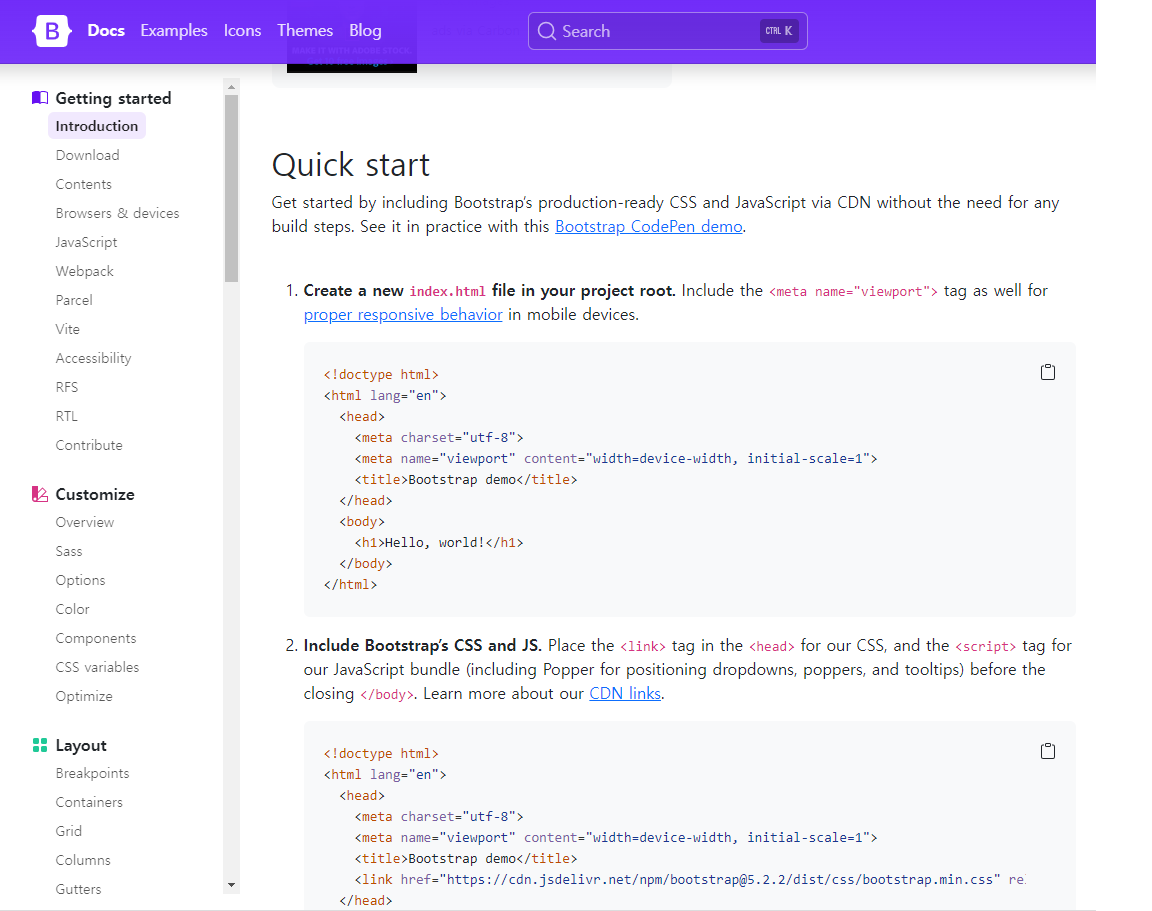 B Docs Examples Icons Themes Blog Search CTRL K
MAKE IT WITH ADOBE STOCK.
Getting started
Introduction
Download
Contents
Browsers & devices
JavaScript
Webpack
Parcel
Vite
Accessibility
RFS
RTL
Contribute
Customize
Overview
Sass
Options
Color
Components
CSS variables
Optimize
Layout
Breakpoints
Containers
Grid
Columns
Gutters
Quick start
Get started by including Bootstrap’s production-ready CSS and JavaScript via CDN without the need for any
build steps. See it in practice with this Bootstrap CodePen demo.
1. Create a new index.html file in your project root. Include the <meta name="viewport"> tag as well for
proper responsive behavior in mobile devices.
<!doctype html>
<html lang="en">
  <head>
    <meta charset="utf-8">
    <meta name="viewport" content="width=device-width, initial-scale=1">
    <title>Bootstrap demo</title>
  </head>
  <body>
    <h1>Hello, world!</h1>
  </body>
</html>
2. Include Bootstrap’s CSS and JS. Place the <link> tag in the <head> for our CSS, and the <script> tag for
our JavaScript bundle (including Popper for positioning dropdowns, poppers, and tooltips) before the
closing </body>. Learn more about our CDN links.
<!doctype html>
<html lang="en">
  <head>
    <meta charset="utf-8">
    <meta name="viewport" content="width=device-width, initial-scale=1">
    <title>Bootstrap demo</title>
    <link href="https://cdn.jsdelivr.net/npm/bootstrap@5.2.2/dist/css/bootstrap.min.css" re
  </head>